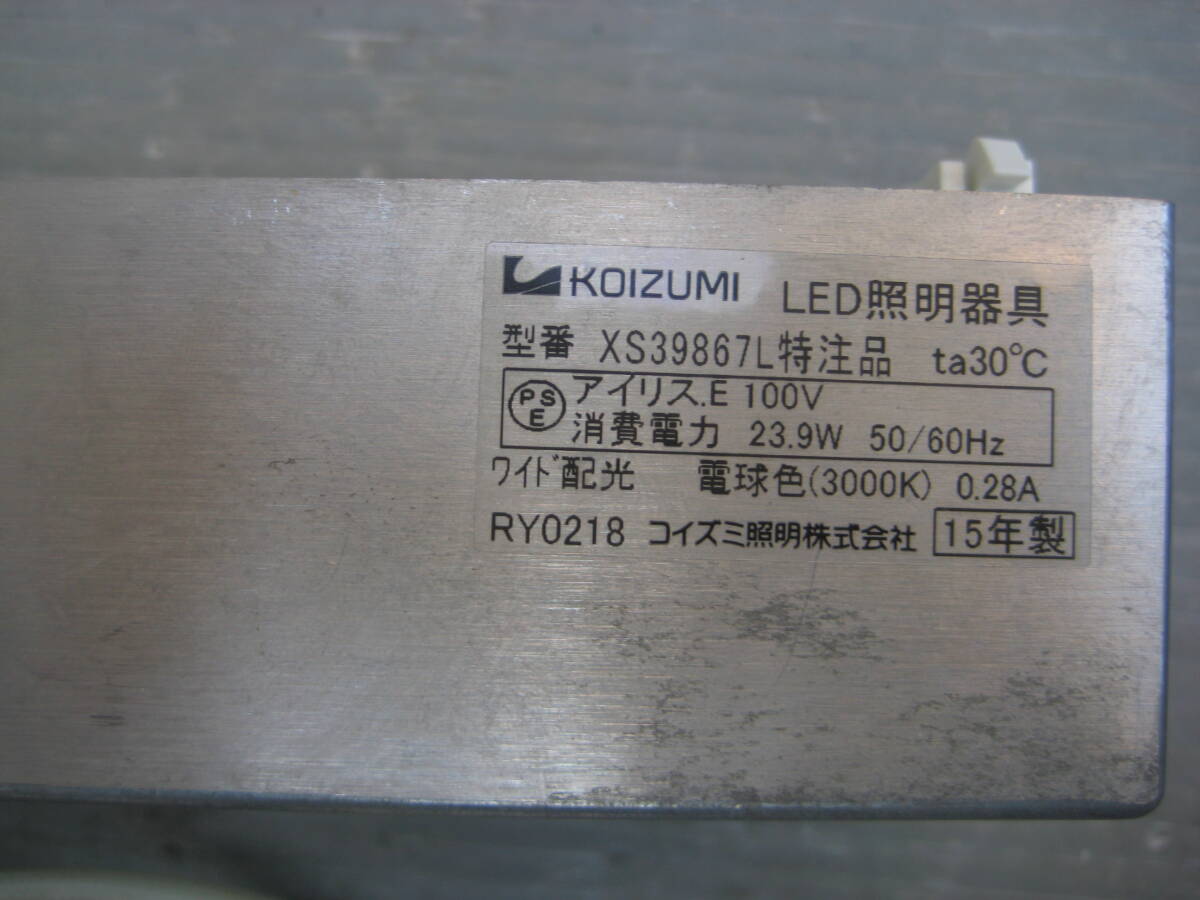 KOIZUMI LED照明器具
型番 XS39867L特注品 ta30℃
PSE アイリス.E 100V
消費電力 23.9W 50/60Hz
ワイド配光 電球色(3000K) 0.28A
RY0218 コイズミ照明株式会社 15年製